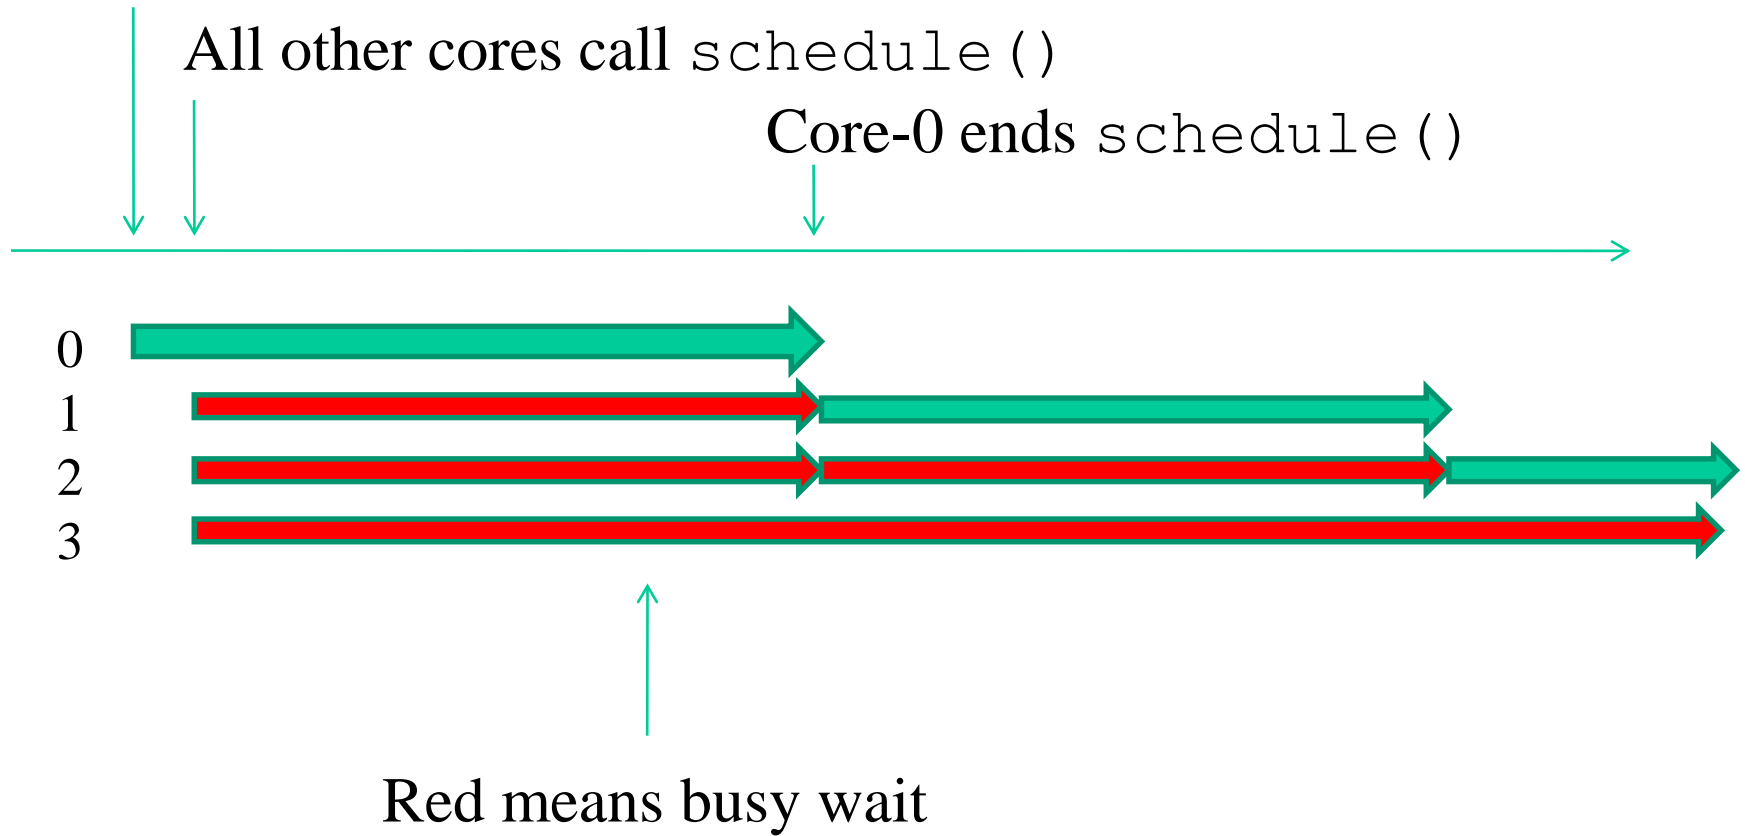 All other cores call schedule()
Core-0 ends schedule()
0
1
2
3
Red means busy wait